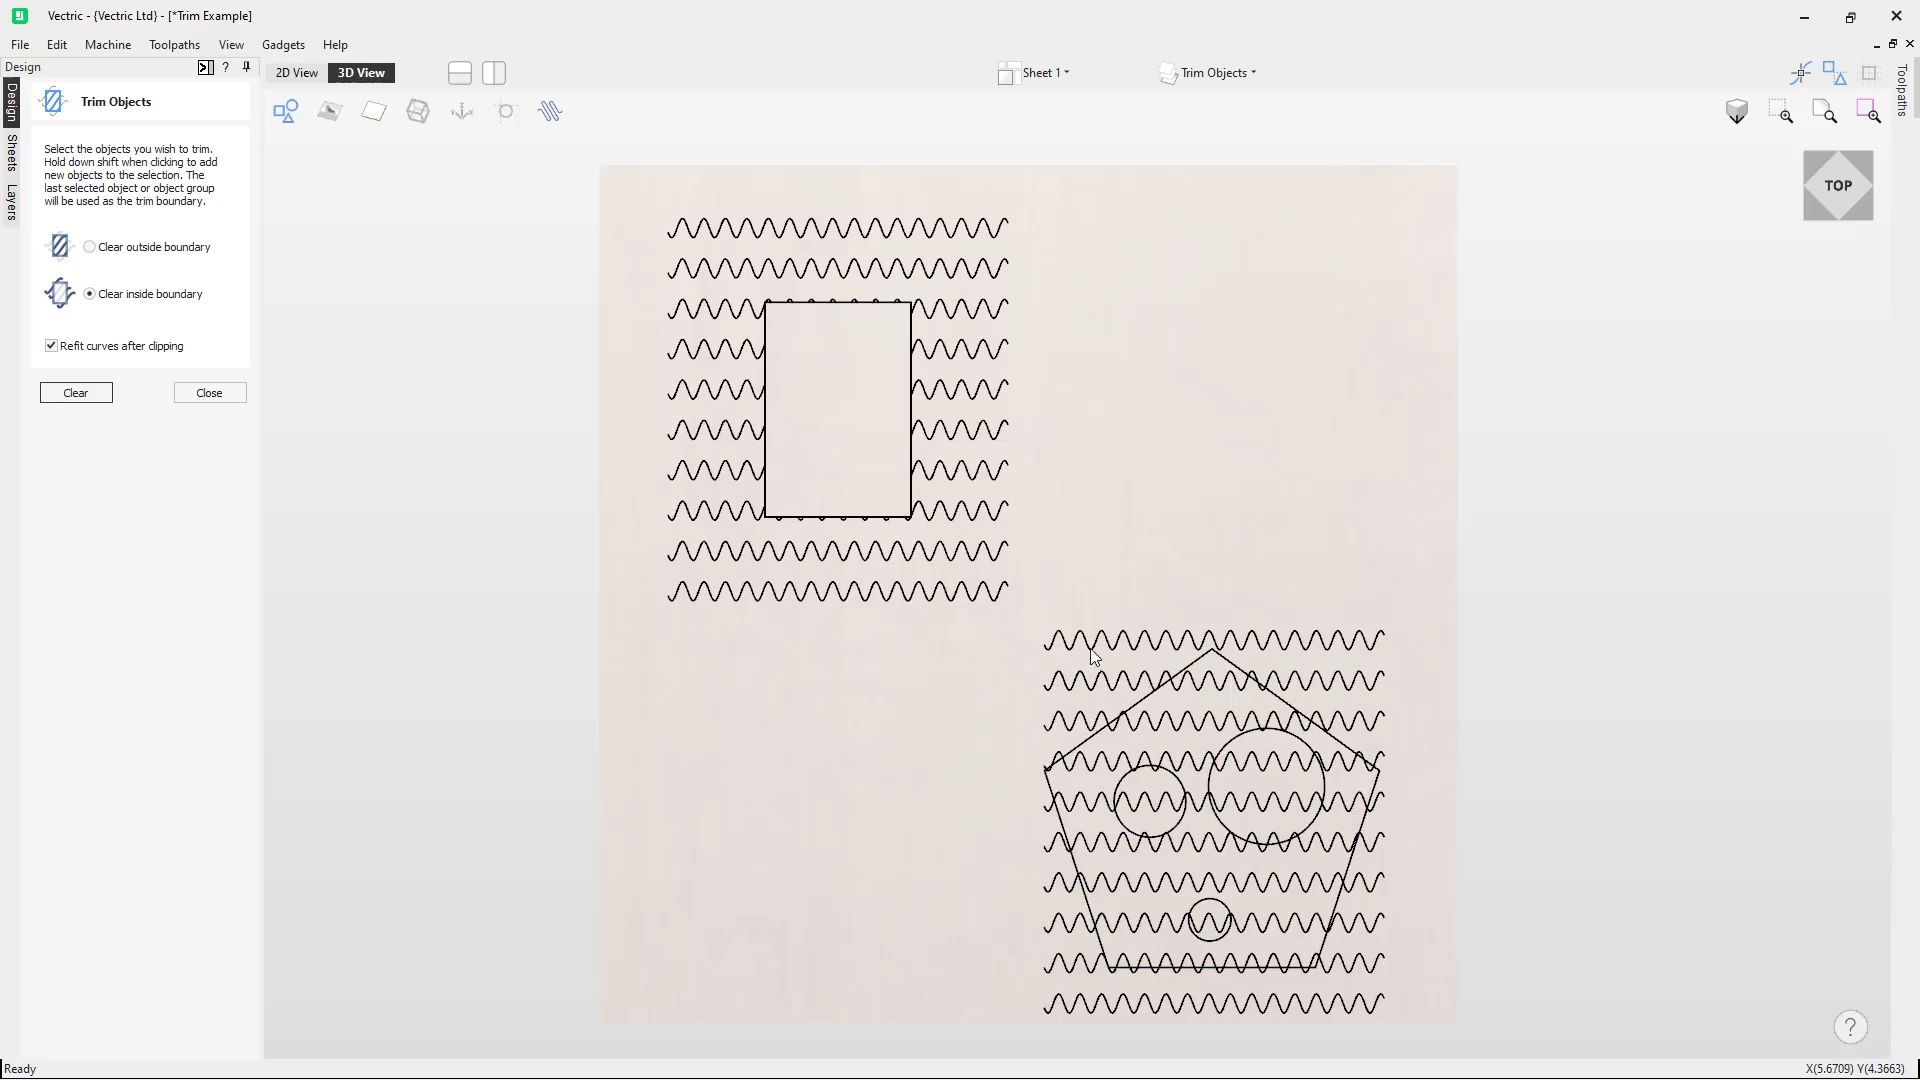 Vectric - {Vectric Ltd} - [*Trim Example]
File Edit Machine Toolpaths View Gadgets Help
Design ?
2D View 3D View Sheet 1 Trim Objects
Design
Sheets
Layers
Toolpaths
Trim Objects
Select the objects you wish to trim.
Hold down shift when clicking to add
new objects to the selection. The
last selected object or object group
will be used as the trim boundary.
Clear outside boundary
Clear inside boundary
Refit curves after clipping
Clear Close
TOP
?
Ready X(5.6709) Y(4.3663)